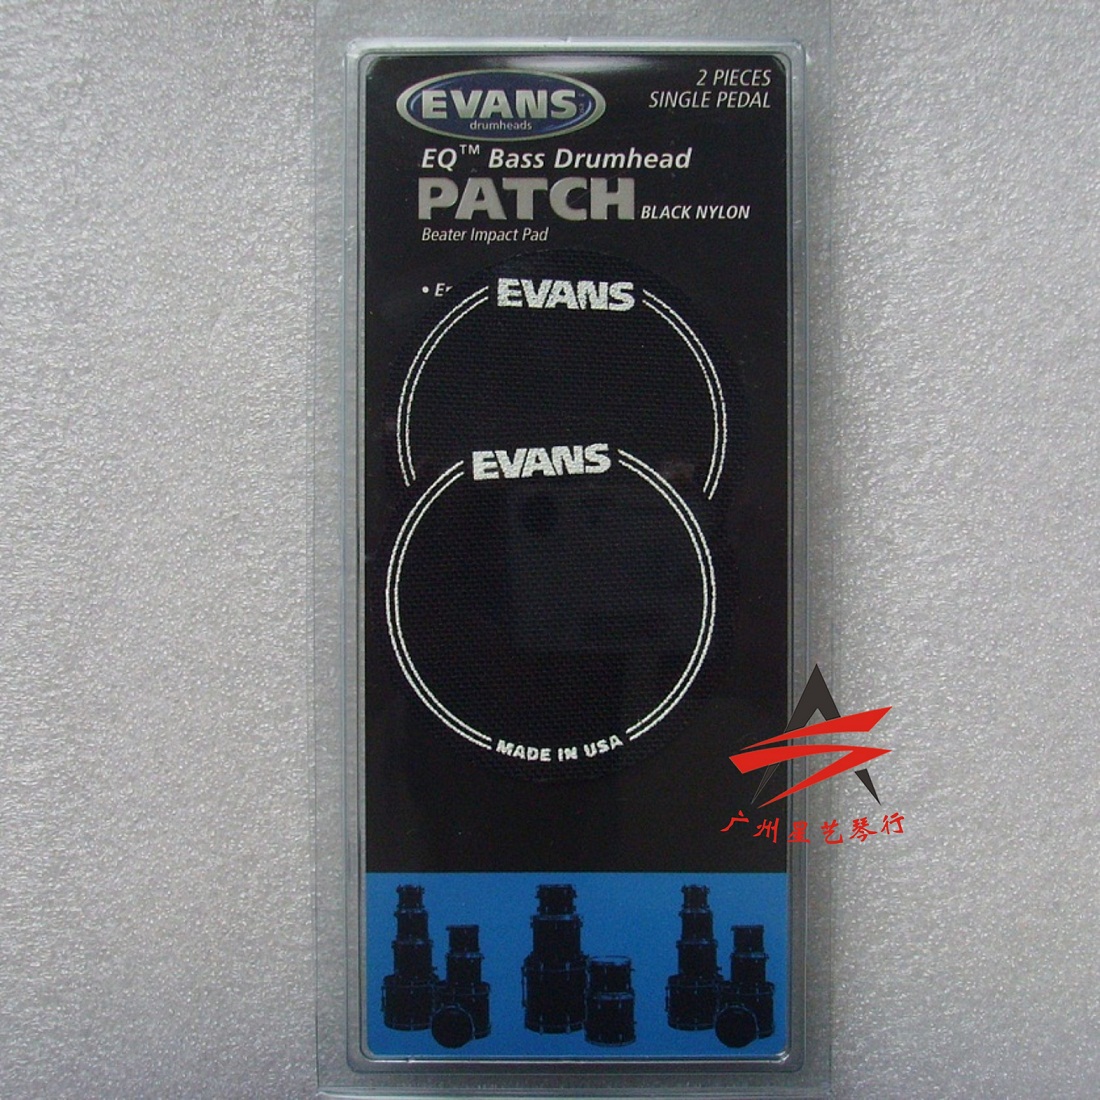 EVANS
drumheads
2 PIECES
SINGLE PEDAL
EQ™ Bass Drumhead
PATCH BLACK NYLON
Beater Impact Pad
EVANS
EVANS
MADE IN USA
广州星艺琴行